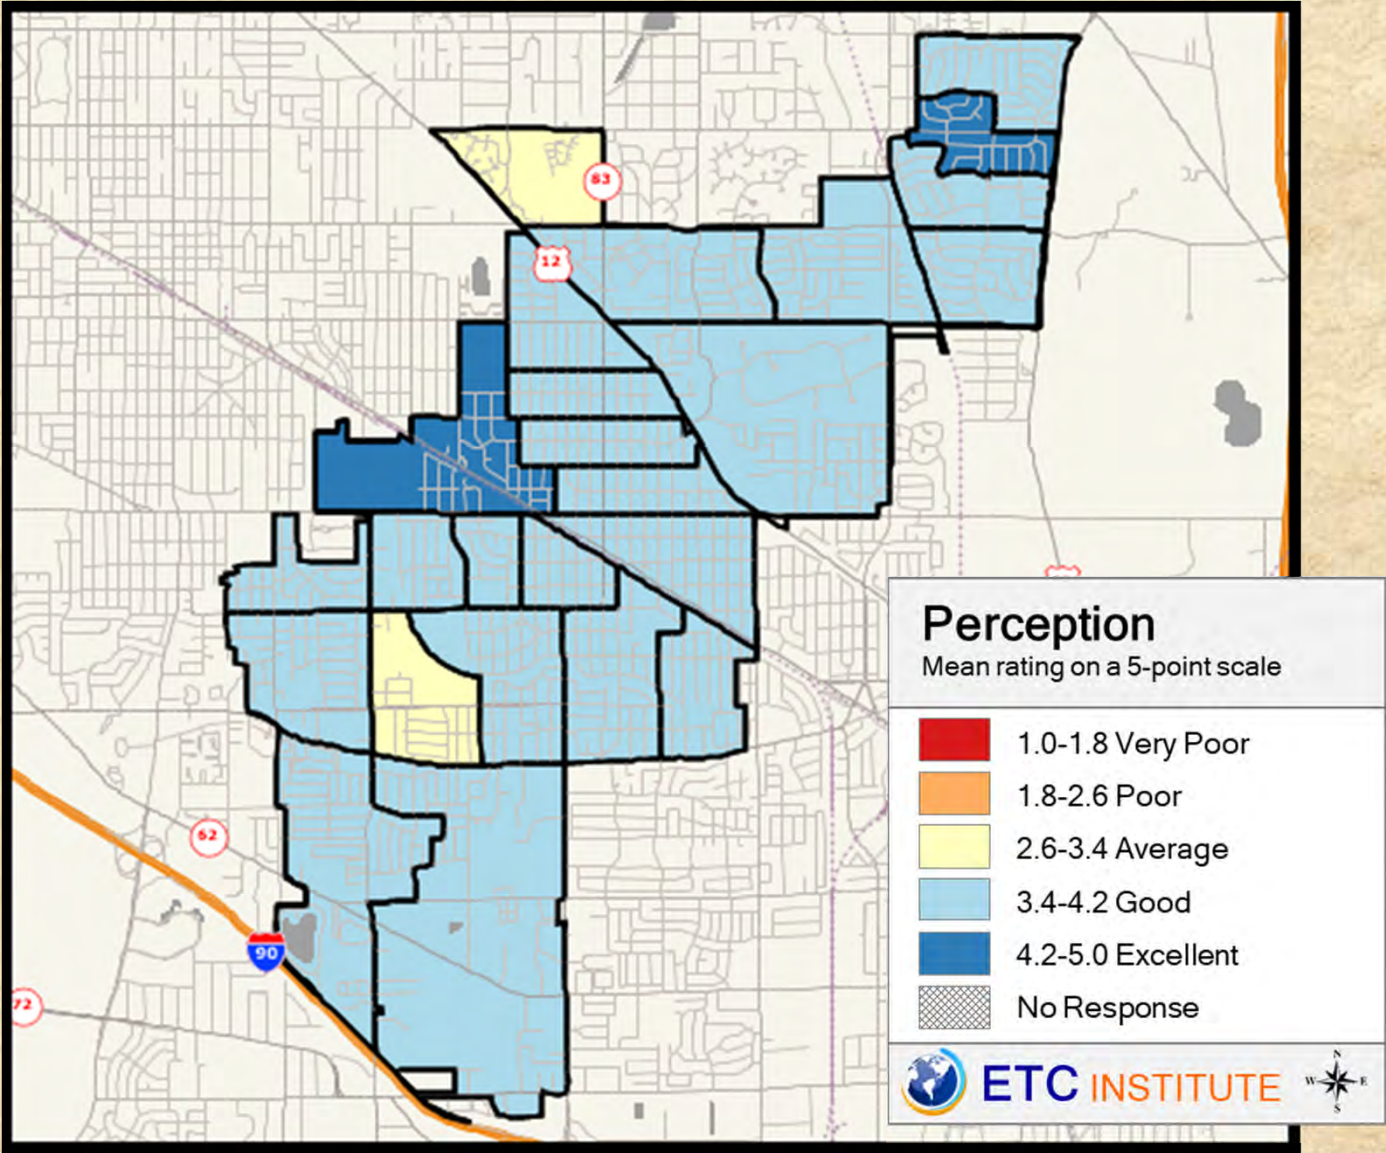 83
12
Perception
Mean rating on a 5-point scale
1.0-1.8 Very Poor
62
1.8-2.6 Poor
2.6-3.4 Average
3.4-4.2 Good
90
4.2-5.0 Excellent
72
No Response
ETC INSTITUTE
N
W E
S